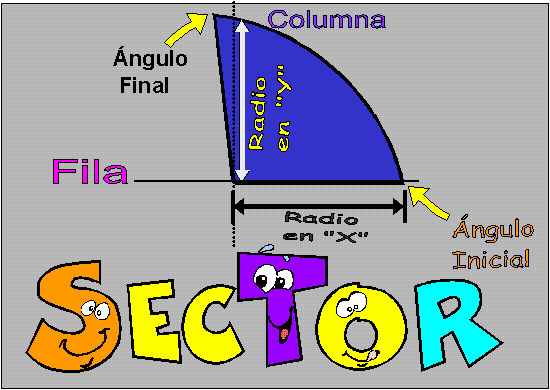 Columna
Ángulo
Final
Radio
en "y"
Fila
Radio
en "X"
Ángulo
Inicial
SECTOR